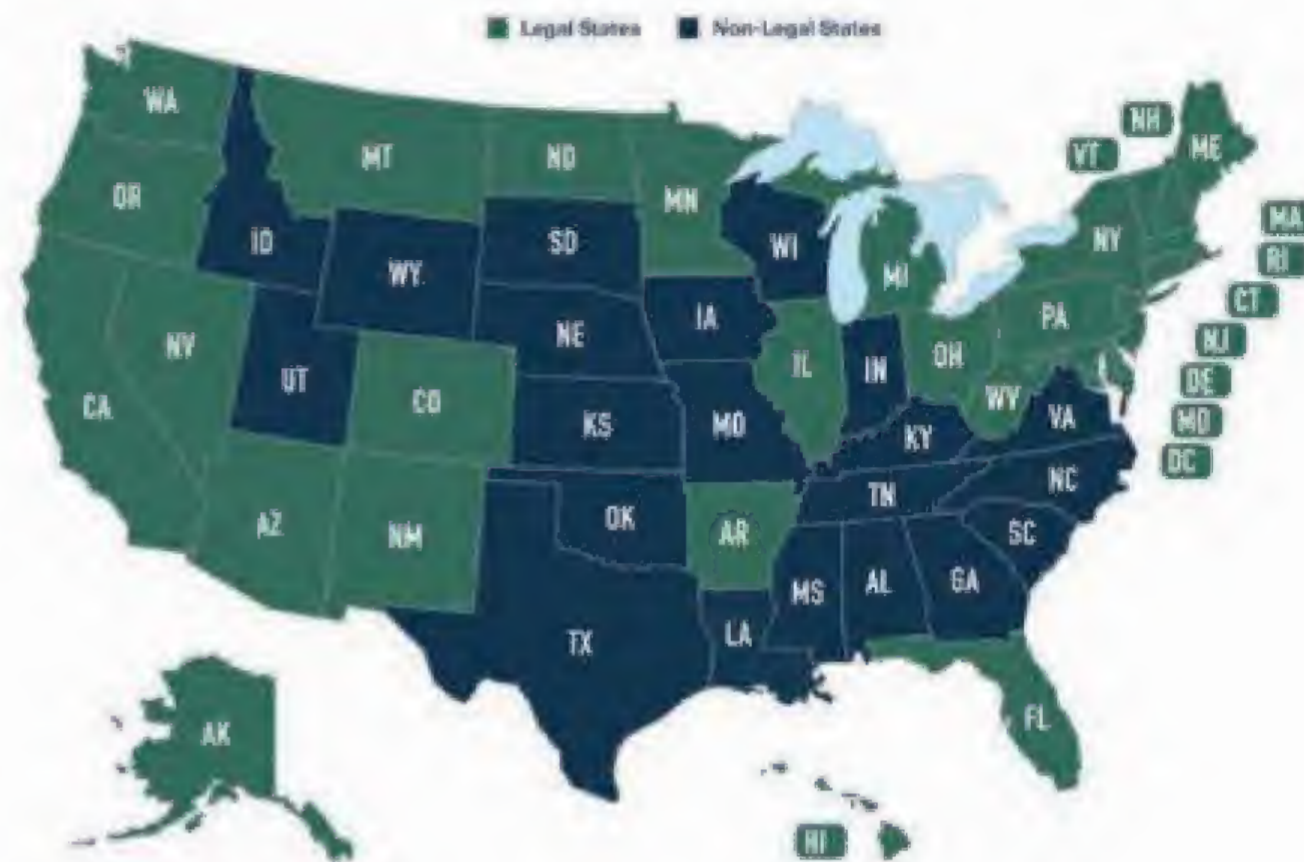 Legal States Non-Legal States
WA
NH
MT
ND
VT
ME
OR
MN
MA
ID
SD
WI
NY
RI
WY
MI
CT
IA
PA
NE
NY
NJ
OH
IL
IN
UT
DE
CA
CO
WY
VA
KS
MO
MD
KY
DC
NC
TN
OK
AZ
NM
AR
SC
MS
AL
GA
LA
TX
FL
AK
HI